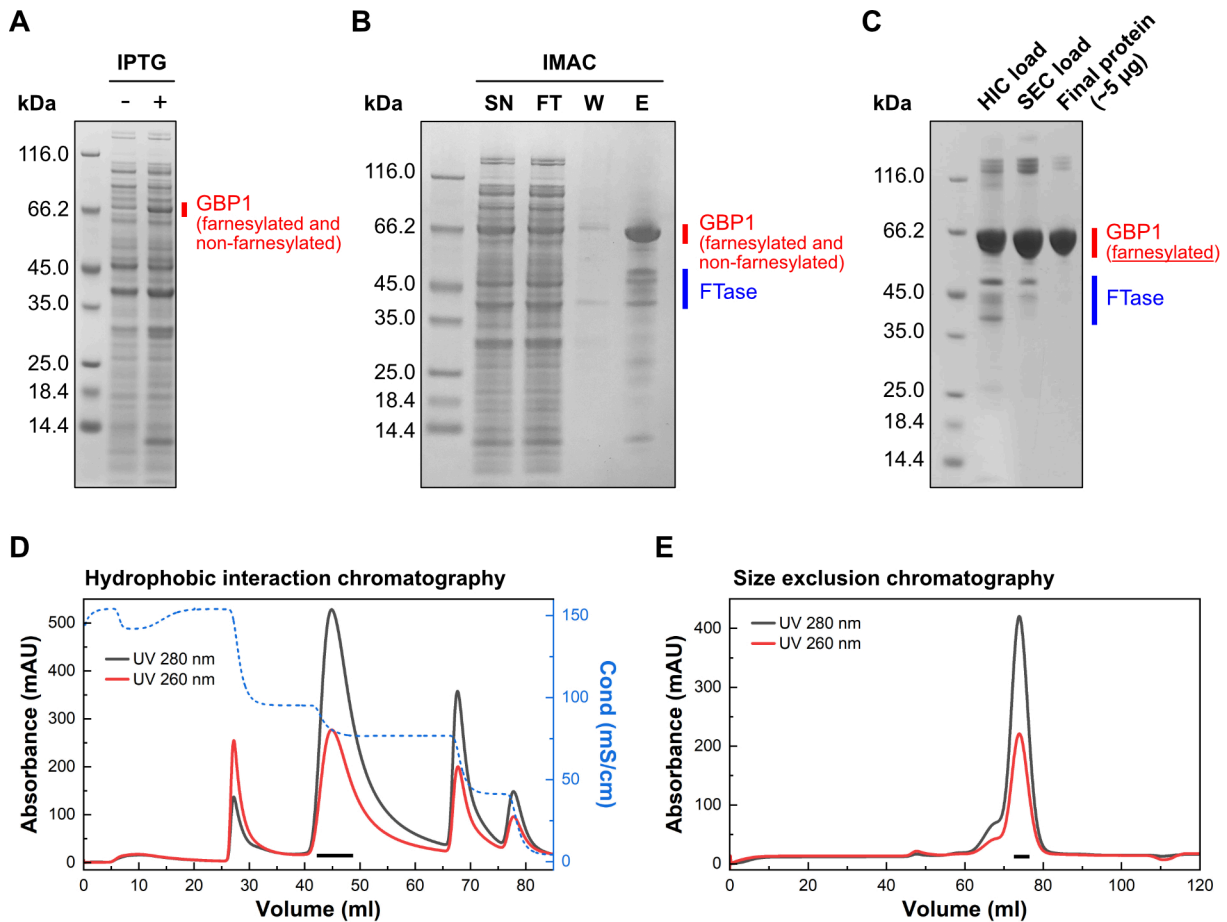 A
IPTG
kDa
- +
116.0
66.2
45.0
35.0
25.0
18.4
14.4
GBP1
(farnesylated and
non-farnesylated)
B
IMAC
kDa
SN FT W E
116.0
66.2
45.0
35.0
25.0
18.4
14.4
GBP1
(farnesylated and
non-farnesylated)
FTase
C
kDa
HIC load
SEC load
Final protein
(~5 µg)
116.0
66.2
45.0
35.0
25.0
18.4
14.4
GBP1
(farnesylated)
FTase
D
Hydrophobic interaction chromatography
UV 280 nm
UV 260 nm
Absorbance (mAU)
500
400
300
200
100
0
150
100
50
0
Cond (mS/cm)
0 10 20 30 40 50 60 70 80
Volume (ml)
E
Size exclusion chromatography
UV 280 nm
UV 260 nm
Absorbance (mAU)
400
300
200
100
0
0 20 40 60 80 100 120
Volume (ml)